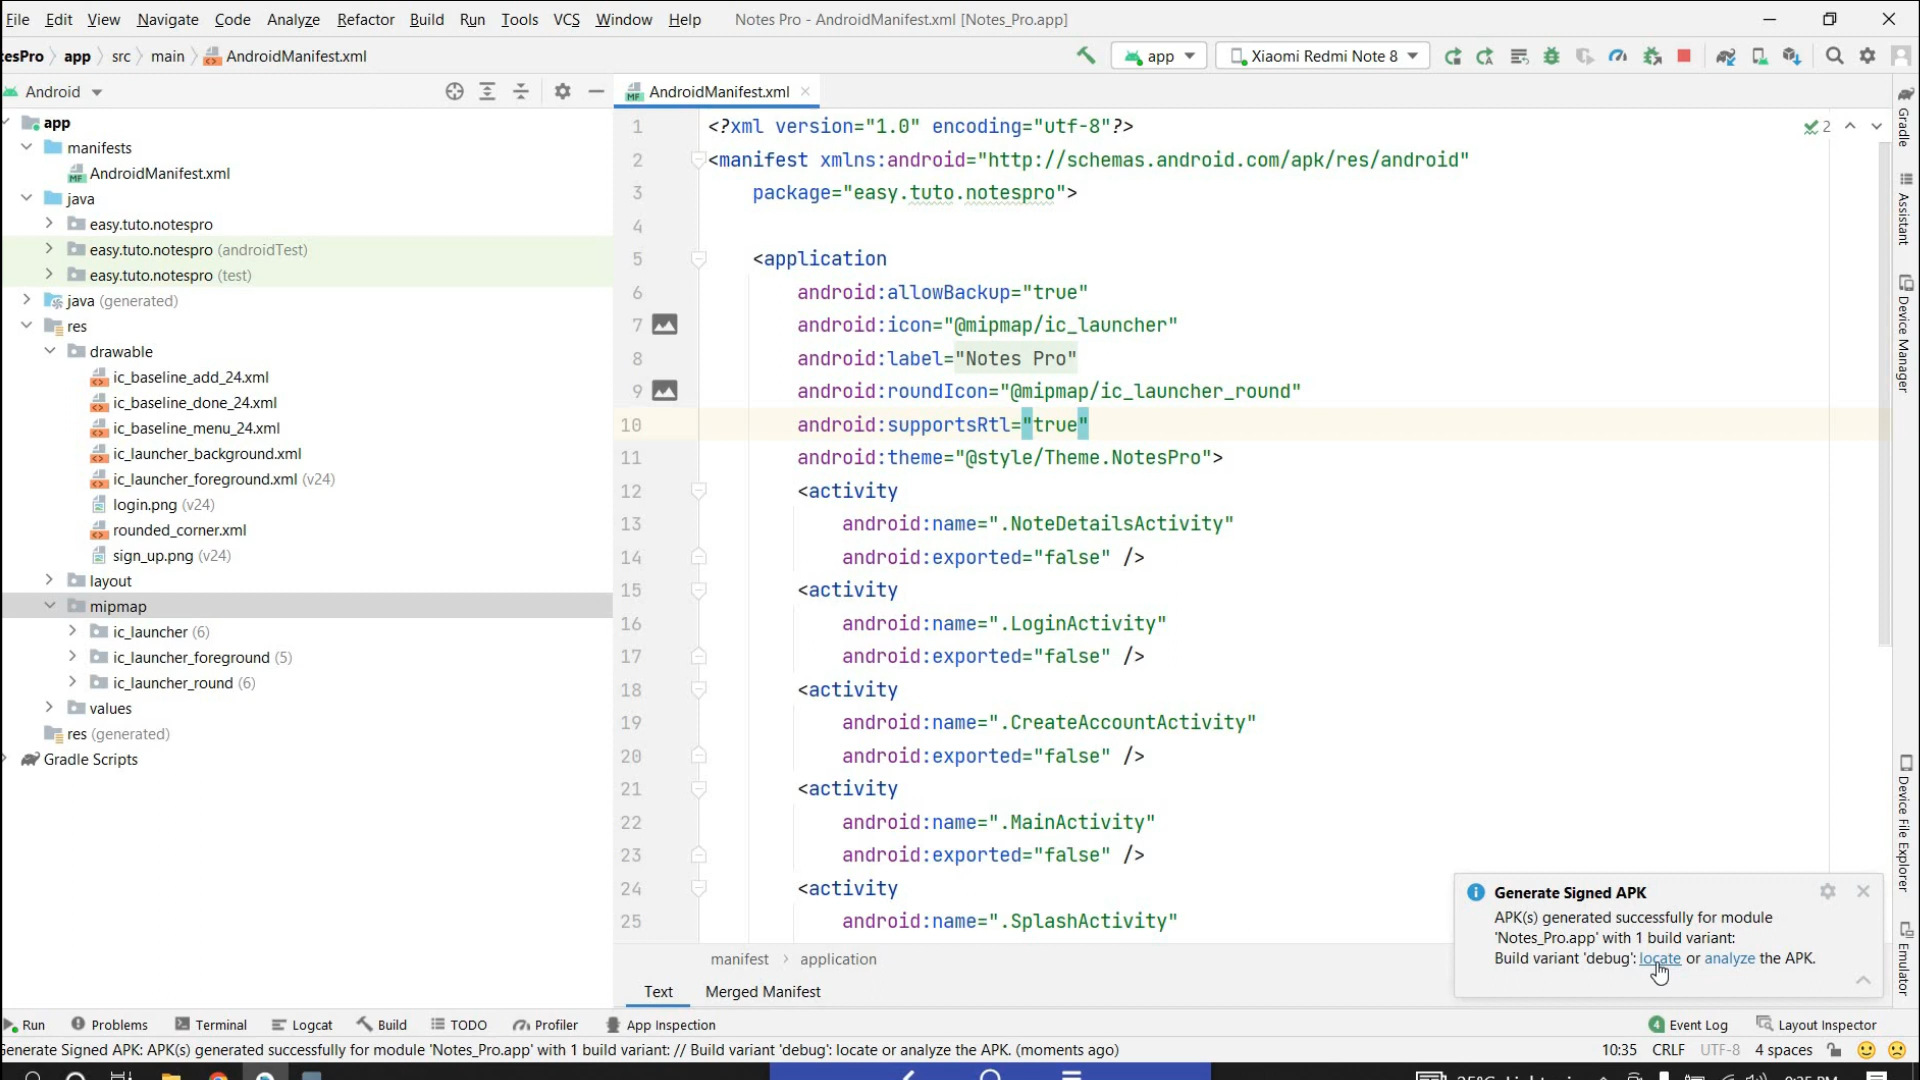 File Edit View Navigate Code Analyze Refactor Build Run Tools VCS Window Help Notes Pro - AndroidManifest.xml [Notes_Pro.app]
esPro app src main AndroidManifest.xml app Xiaomi Redmi Note 8
Android
AndroidManifest.xml
app
manifests
AndroidManifest.xml
java
easy.tuto.notespro
easy.tuto.notespro (androidTest)
easy.tuto.notespro (test)
java (generated)
res
drawable
ic_baseline_add_24.xml
ic_baseline_done_24.xml
ic_baseline_menu_24.xml
ic_launcher_background.xml
ic_launcher_foreground.xml (v24)
login.png (v24)
rounded_corner.xml
sign_up.png (v24)
layout
mipmap
ic_launcher (6)
ic_launcher_foreground (5)
ic_launcher_round (6)
values
res (generated)
Gradle Scripts
1 <?xml version="1.0" encoding="utf-8"?>
2 <manifest xmlns:android="http://schemas.android.com/apk/res/android"
3 package="easy.tuto.notespro">
4
5 <application
6 android:allowBackup="true"
7 android:icon="@mipmap/ic_launcher"
8 android:label="Notes Pro"
9 android:roundIcon="@mipmap/ic_launcher_round"
10 android:supportsRtl="true"
11 android:theme="@style/Theme.NotesPro">
12 <activity
13 android:name=".NoteDetailsActivity"
14 android:exported="false" />
15 <activity
16 android:name=".LoginActivity"
17 android:exported="false" />
18 <activity
19 android:name=".CreateAccountActivity"
20 android:exported="false" />
21 <activity
22 android:name=".MainActivity"
23 android:exported="false" />
24 <activity
25 android:name=".SplashActivity"
2
Gradle
Assistant
Device Manager
Device File Explorer
Emulator
Generate Signed APK
APK(s) generated successfully for module
'Notes_Pro.app' with 1 build variant:
Build variant 'debug': locate or analyze the APK.
manifest application
Text Merged Manifest
Run Problems Terminal Logcat Build TODO Profiler App Inspection 4 Event Log Layout Inspector
Generate Signed APK: APK(s) generated successfully for module 'Notes_Pro.app' with 1 build variant: // Build variant 'debug': locate or analyze the APK. (moments ago) 10:35 CRLF UTF-8 4 spaces